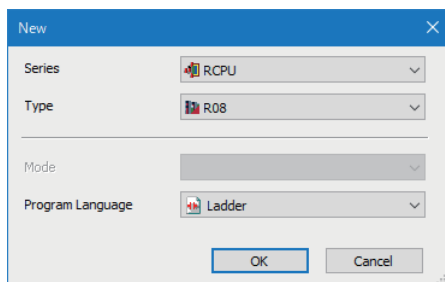 New
Series RCPU
Type R08
Mode
Program Language Ladder
OK Cancel